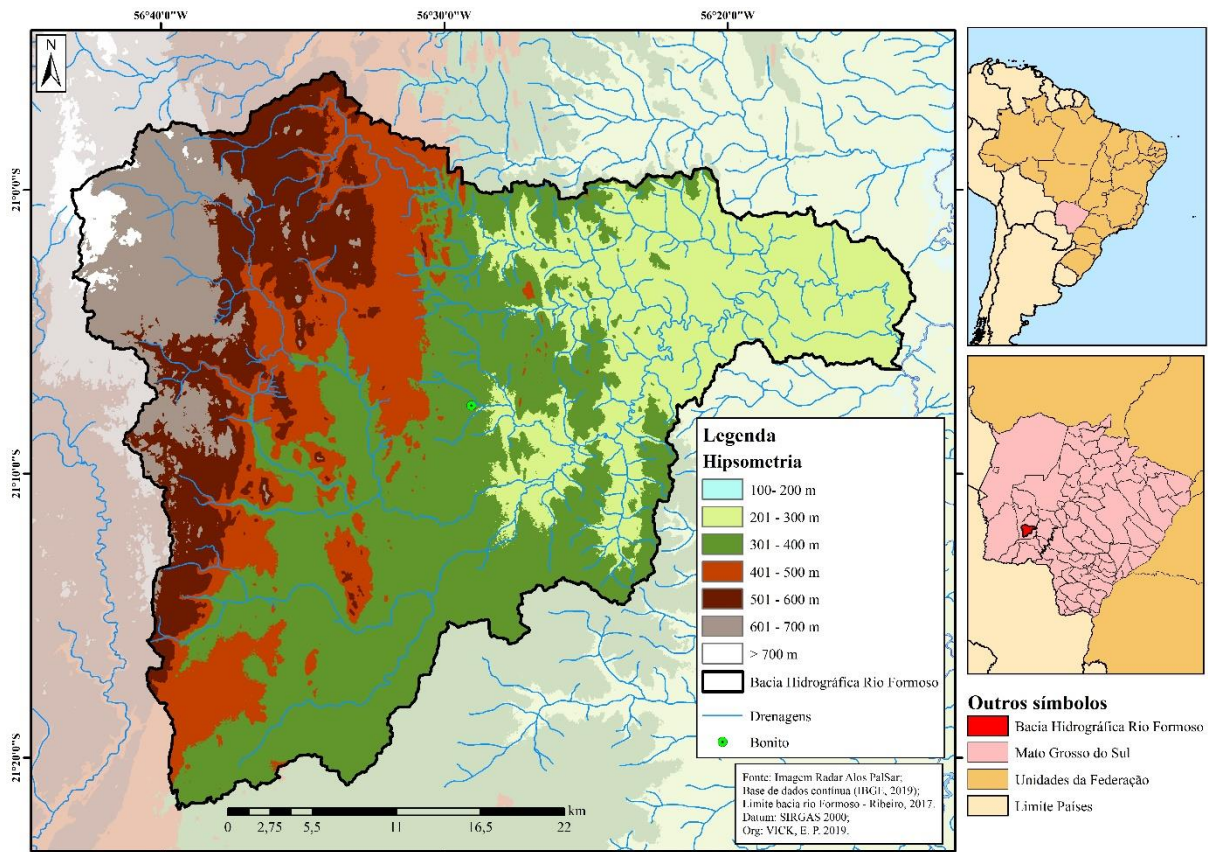 56°40'0"W
56°30'0"W
56°20'0"W
N
21°0'0"S
21°10'0"S
21°20'0"S
Legenda
Hipsometria
100- 200 m
201 - 300 m
301 - 400 m
401 - 500 m
501 - 600 m
601 - 700 m
> 700 m
Bacia Hidrográfica Rio Formoso
Drenagens
Bonito
Fonte: Imagem Radar Alos PalSar;
Base de dados contínua (IBGE, 2019);
Limite bacia rio Formoso - Ribeiro, 2017.
Datum: SIRGAS 2000;
Org: VICK, E. P. 2019.
km
0 2,75 5,5 11 16,5 22
Outros símbolos
Bacia Hidrográfica Rio Formoso
Mato Grosso do Sul
Unidades da Federação
Limite Países